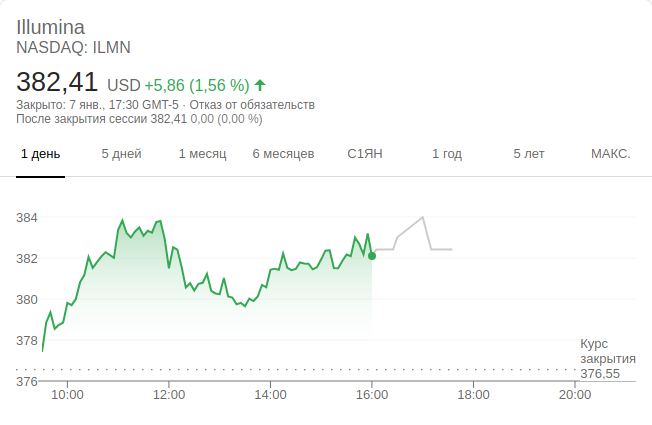 Illumina
NASDAQ: ILMN
382,41 USD +5,86 (1,56 %)
Закрыто: 7 янв., 17:30 GMT-5 · Отказ от обязательств
После закрытия сессии 382,41 0,00 (0,00 %)
1 день 5 дней 1 месяц 6 месяцев С1ЯН 1 год 5 лет МАКС.
384
382
380
378
Курс
закрытия
376,55
376
10:00 12:00 14:00 16:00 18:00 20:00